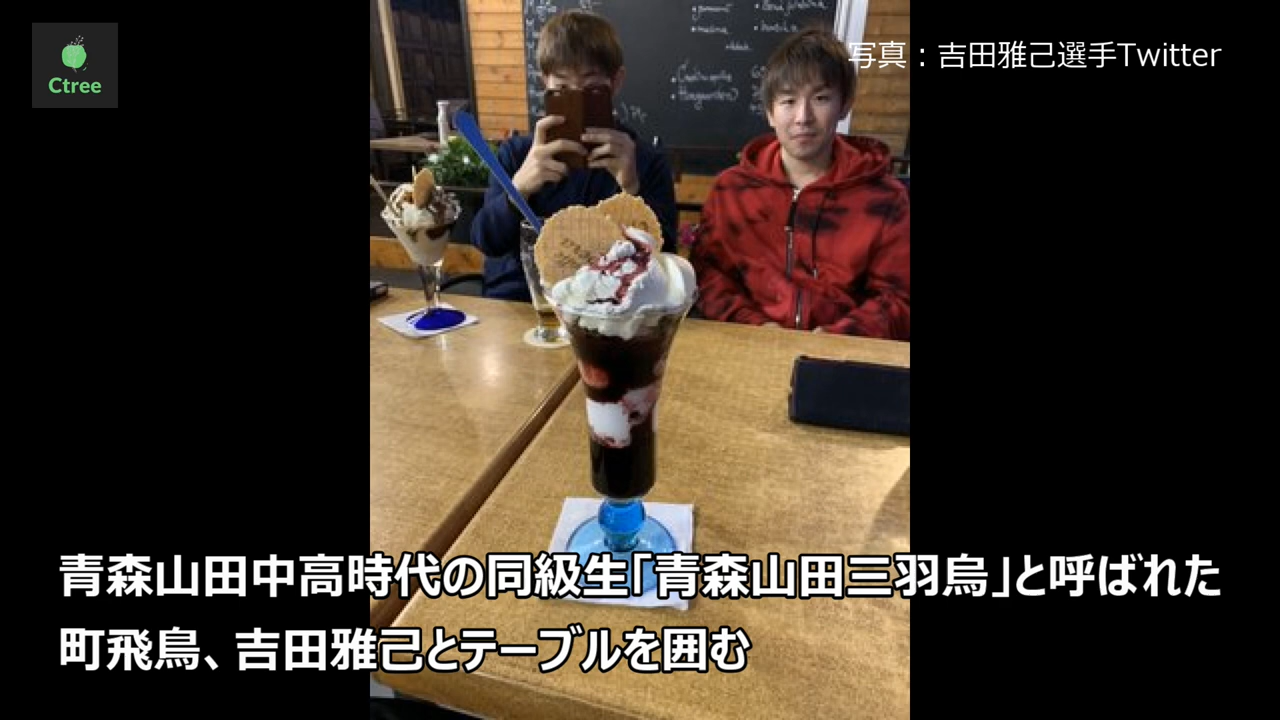 Ctree
写真：吉田雅己選手Twitter
青森山田中高時代の同級生「青森山田三羽烏」と呼ばれた
町飛鳥、吉田雅己とテーブルを囲む